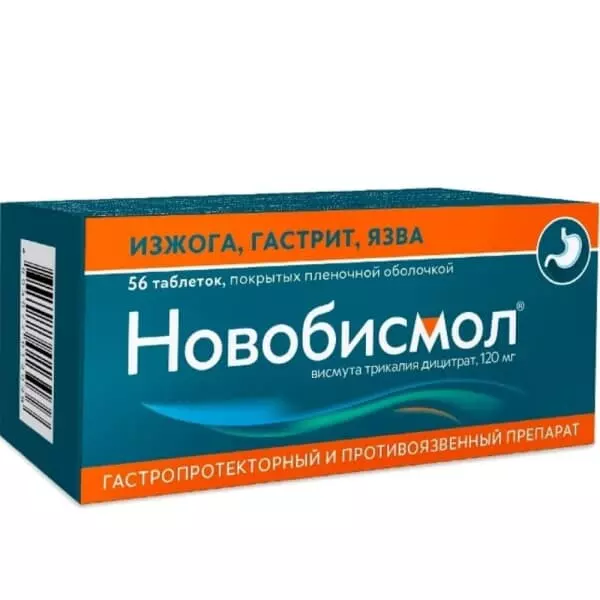 ИЗЖОГА, ГАСТРИТ, ЯЗВА
56 таблеток, покрытых пленочной оболочкой
Новобисмол®
висмута трикалия дицитрат, 120 мг
ГАСТРОПРОТЕКТОРНЫЙ И ПРОТИВОЯЗВЕННЫЙ ПРЕПАРАТ